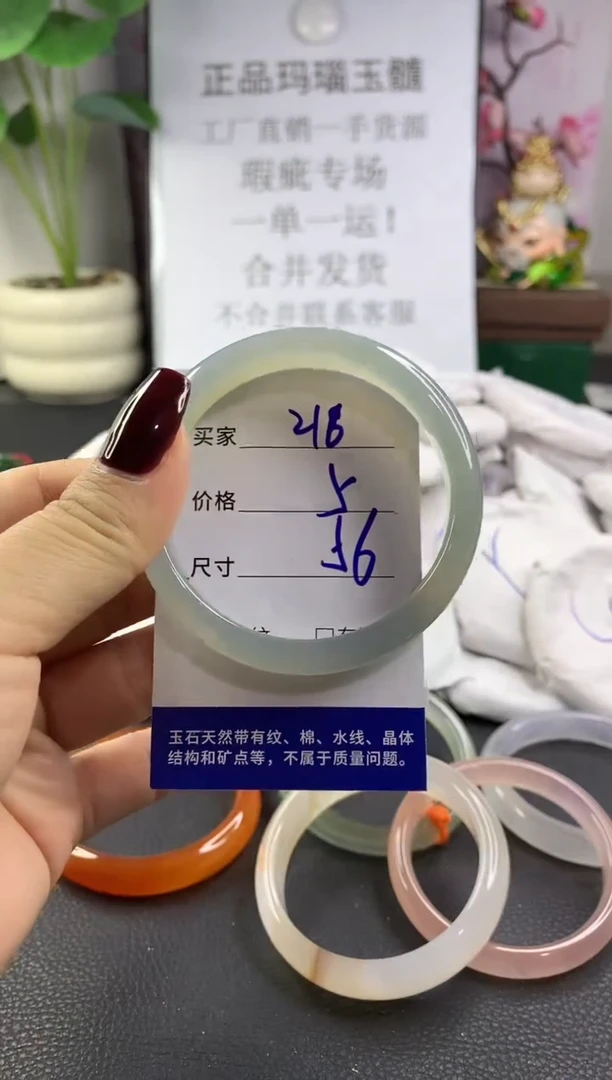 正品玛瑙玉髓
工厂直销一手货源
瑕疵专场
一单一运!
合并发货
不合并联系客服
买家 218
价格 5
尺寸 56
玉石天然带有纹、棉、水线、晶体
结构和矿点等，不属于质量问题。